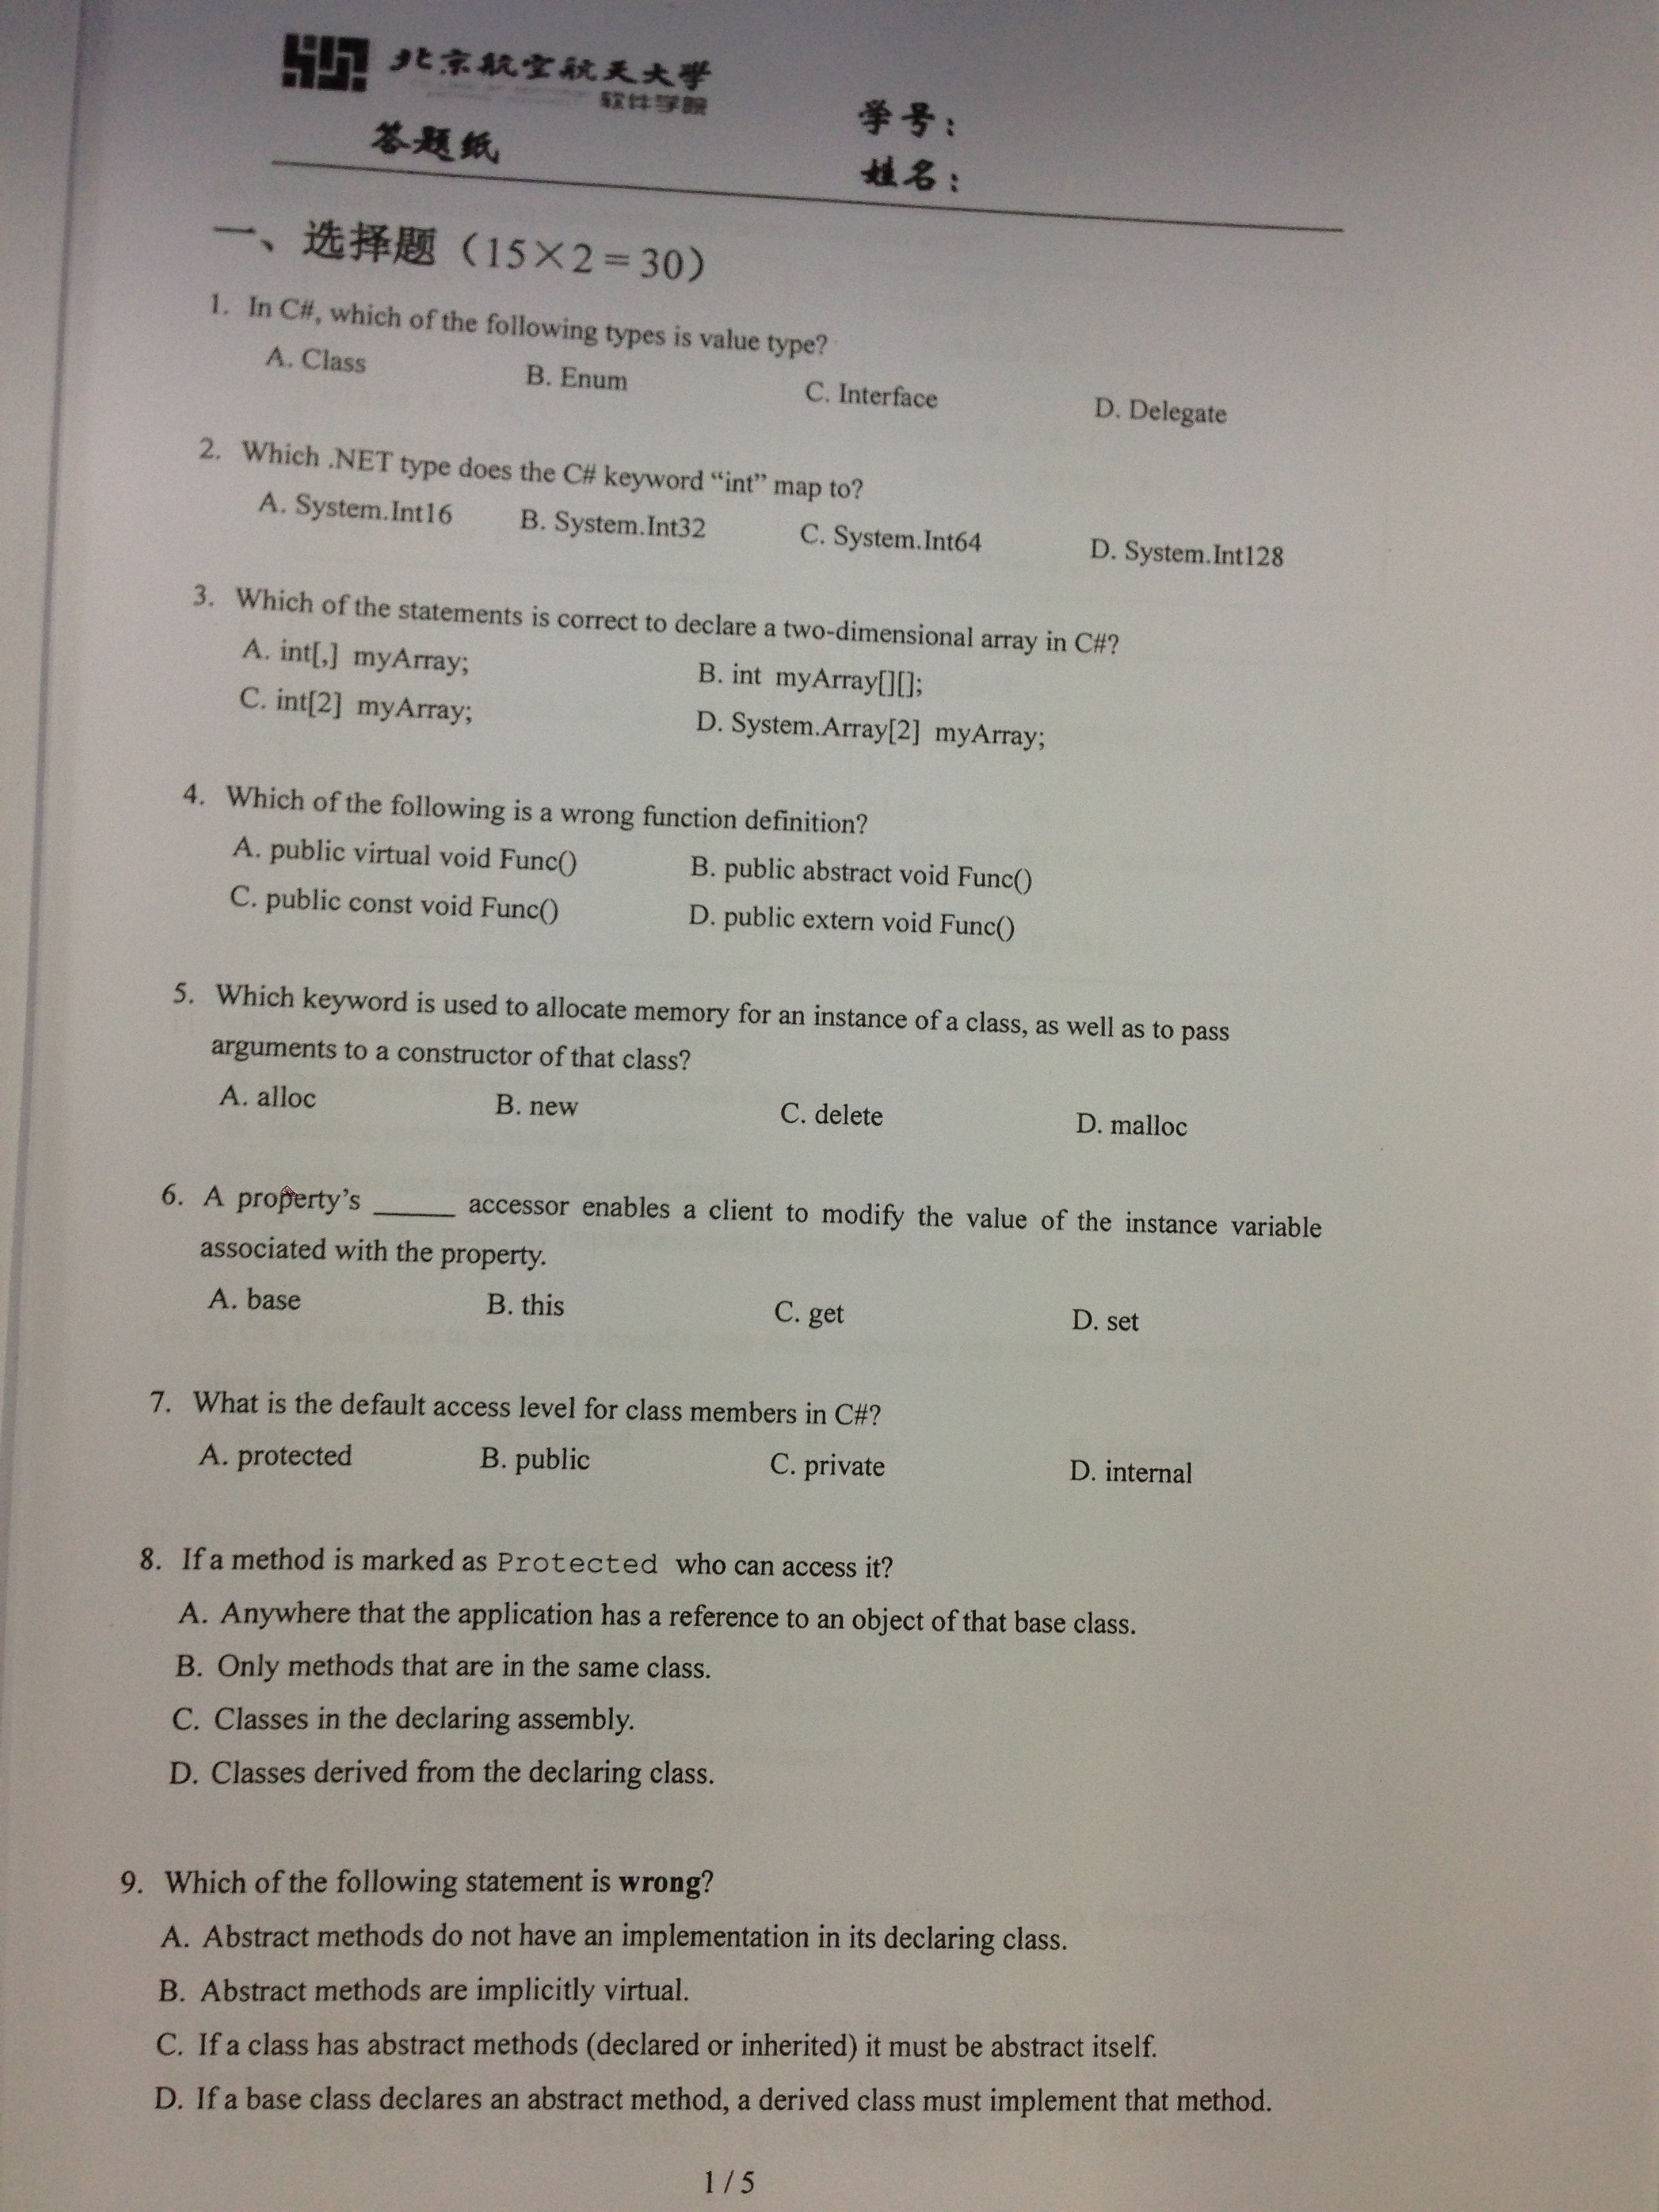 北京航空航天大学
软件学院
答题纸
学号：
姓名：
一、选择题（15×2＝30）
1. In C#, which of the following types is value type?
A. Class B. Enum C. Interface D. Delegate
2. Which .NET type does the C# keyword “int” map to?
A. System.Int16 B. System.Int32 C. System.Int64 D. System.Int128
3. Which of the statements is correct to declare a two-dimensional array in C#?
A. int[,] myArray; B. int myArray[][];
C. int[2] myArray; D. System.Array[2] myArray;
4. Which of the following is a wrong function definition?
A. public virtual void Func() B. public abstract void Func()
C. public const void Func() D. public extern void Func()
5. Which keyword is used to allocate memory for an instance of a class, as well as to pass
arguments to a constructor of that class?
A. alloc B. new C. delete D. malloc
6. A property’s _____ accessor enables a client to modify the value of the instance variable
associated with the property.
A. base B. this C. get D. set
7. What is the default access level for class members in C#?
A. protected B. public C. private D. internal
8. If a method is marked as Protected who can access it?
A. Anywhere that the application has a reference to an object of that base class.
B. Only methods that are in the same class.
C. Classes in the declaring assembly.
D. Classes derived from the declaring class.
9. Which of the following statement is wrong?
A. Abstract methods do not have an implementation in its declaring class.
B. Abstract methods are implicitly virtual.
C. If a class has abstract methods (declared or inherited) it must be abstract itself.
D. If a base class declares an abstract method, a derived class must implement that method.
1 / 5